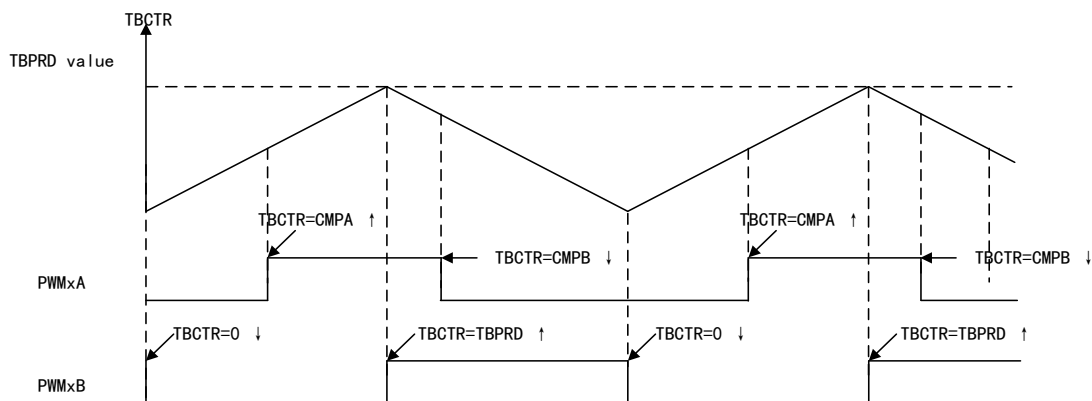 TBCTR
TBPRD value
TBCTR=CMPA ↑
TBCTR=CMPA ↑
TBCTR=CMPB ↓
TBCTR=CMPB ↓
PWMxA
TBCTR=0 ↓
TBCTR=TBPRD ↑
TBCTR=0 ↓
TBCTR=TBPRD ↑
PWMxB